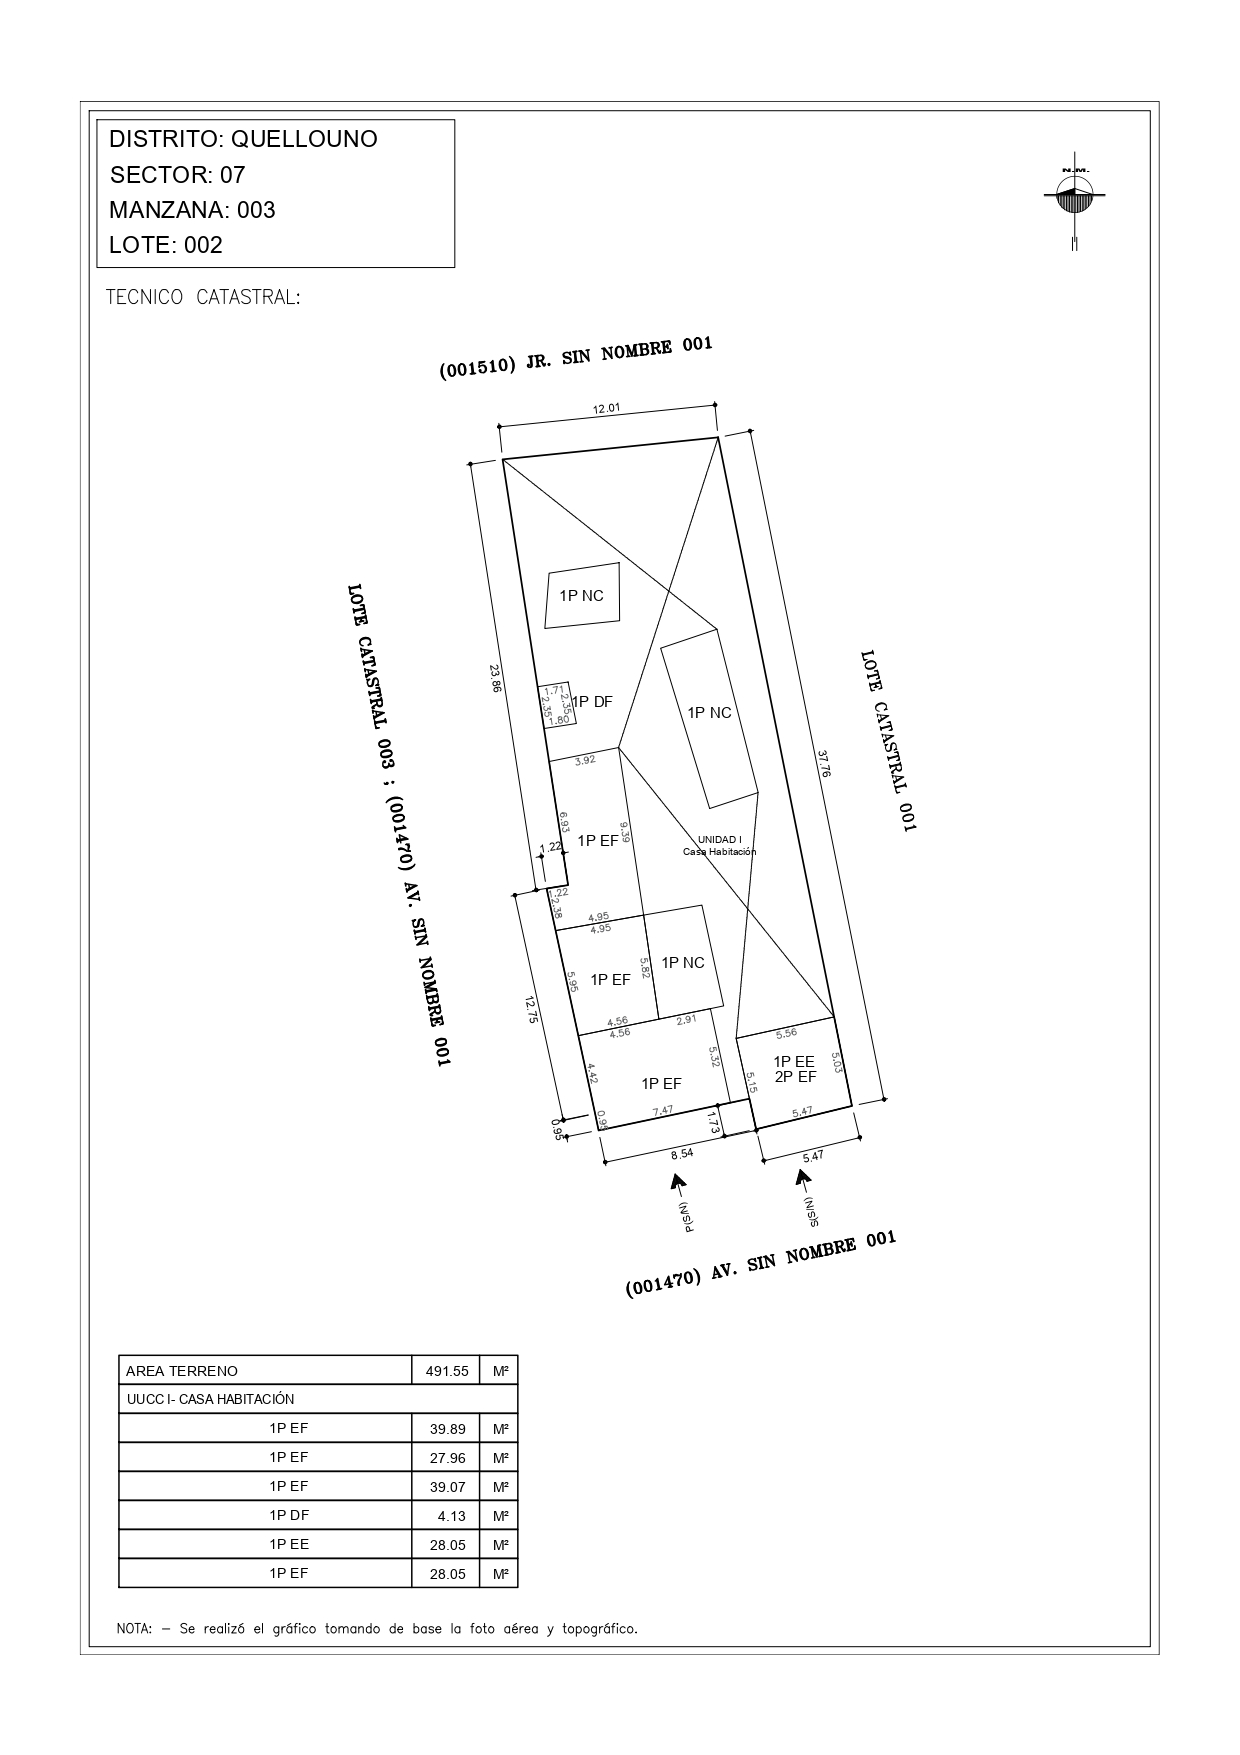 DISTRITO: QUELLOUNO
SECTOR: 07
MANZANA: 003
LOTE: 002
N.M.
TECNICO CATASTRAL:
(001510) JR. SIN NOMBRE 001
12.01
1P NC
LOTE CATASTRAL 003 ; (001470) AV. SIN NOMBRE 001
23.86
1.71
2.35
2.35
1.80
1P DF
1P NC
LOTE CATASTRAL 001
37.76
3.92
6.93
1P EF
9.39
UNIDAD I
Casa Habitación
1.22
1.22
2.38
4.95
4.95
5.95
1P EF
5.82
1P NC
12.75
4.56
4.56
2.91
4.42
1P EF
5.32
5.56
1P EE
2P EF
5.03
5.15
0.95
0.95
7.47
1.73
5.47
8.54
5.47
P(S/N)
S(S/N)
(001470) AV. SIN NOMBRE 001
AREA TERRENO 491.55 M²
UUCC I- CASA HABITACIÓN
1P EF 39.89 M²
1P EF 27.96 M²
1P EF 39.07 M²
1P DF 4.13 M²
1P EE 28.05 M²
1P EF 28.05 M²
NOTA: – Se realizó el gráfico tomando de base la foto aérea y topográfico.